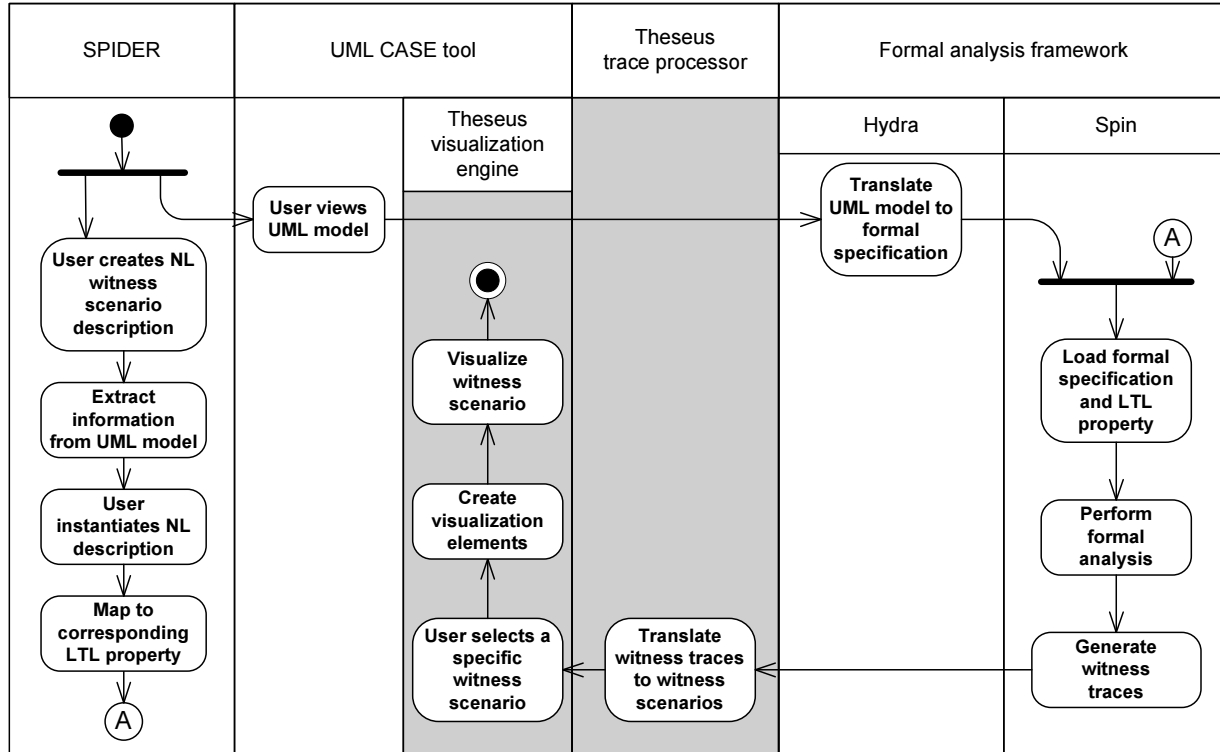 SPIDER
UML CASE tool
Theseus
trace processor
Formal analysis framework
Theseus
visualization
engine
Hydra
Spin
User creates NL
witness
scenario
description
Extract
information
from UML model
User
instantiates NL
description
Map to
corresponding
LTL property
A
User views
UML model
Translate
UML model to
formal
specification
A
Load formal
specification
and LTL
property
Perform
formal
analysis
Generate
witness
traces
Translate
witness traces
to witness
scenarios
User selects a
specific
witness
scenario
Create
visualization
elements
Visualize
witness
scenario